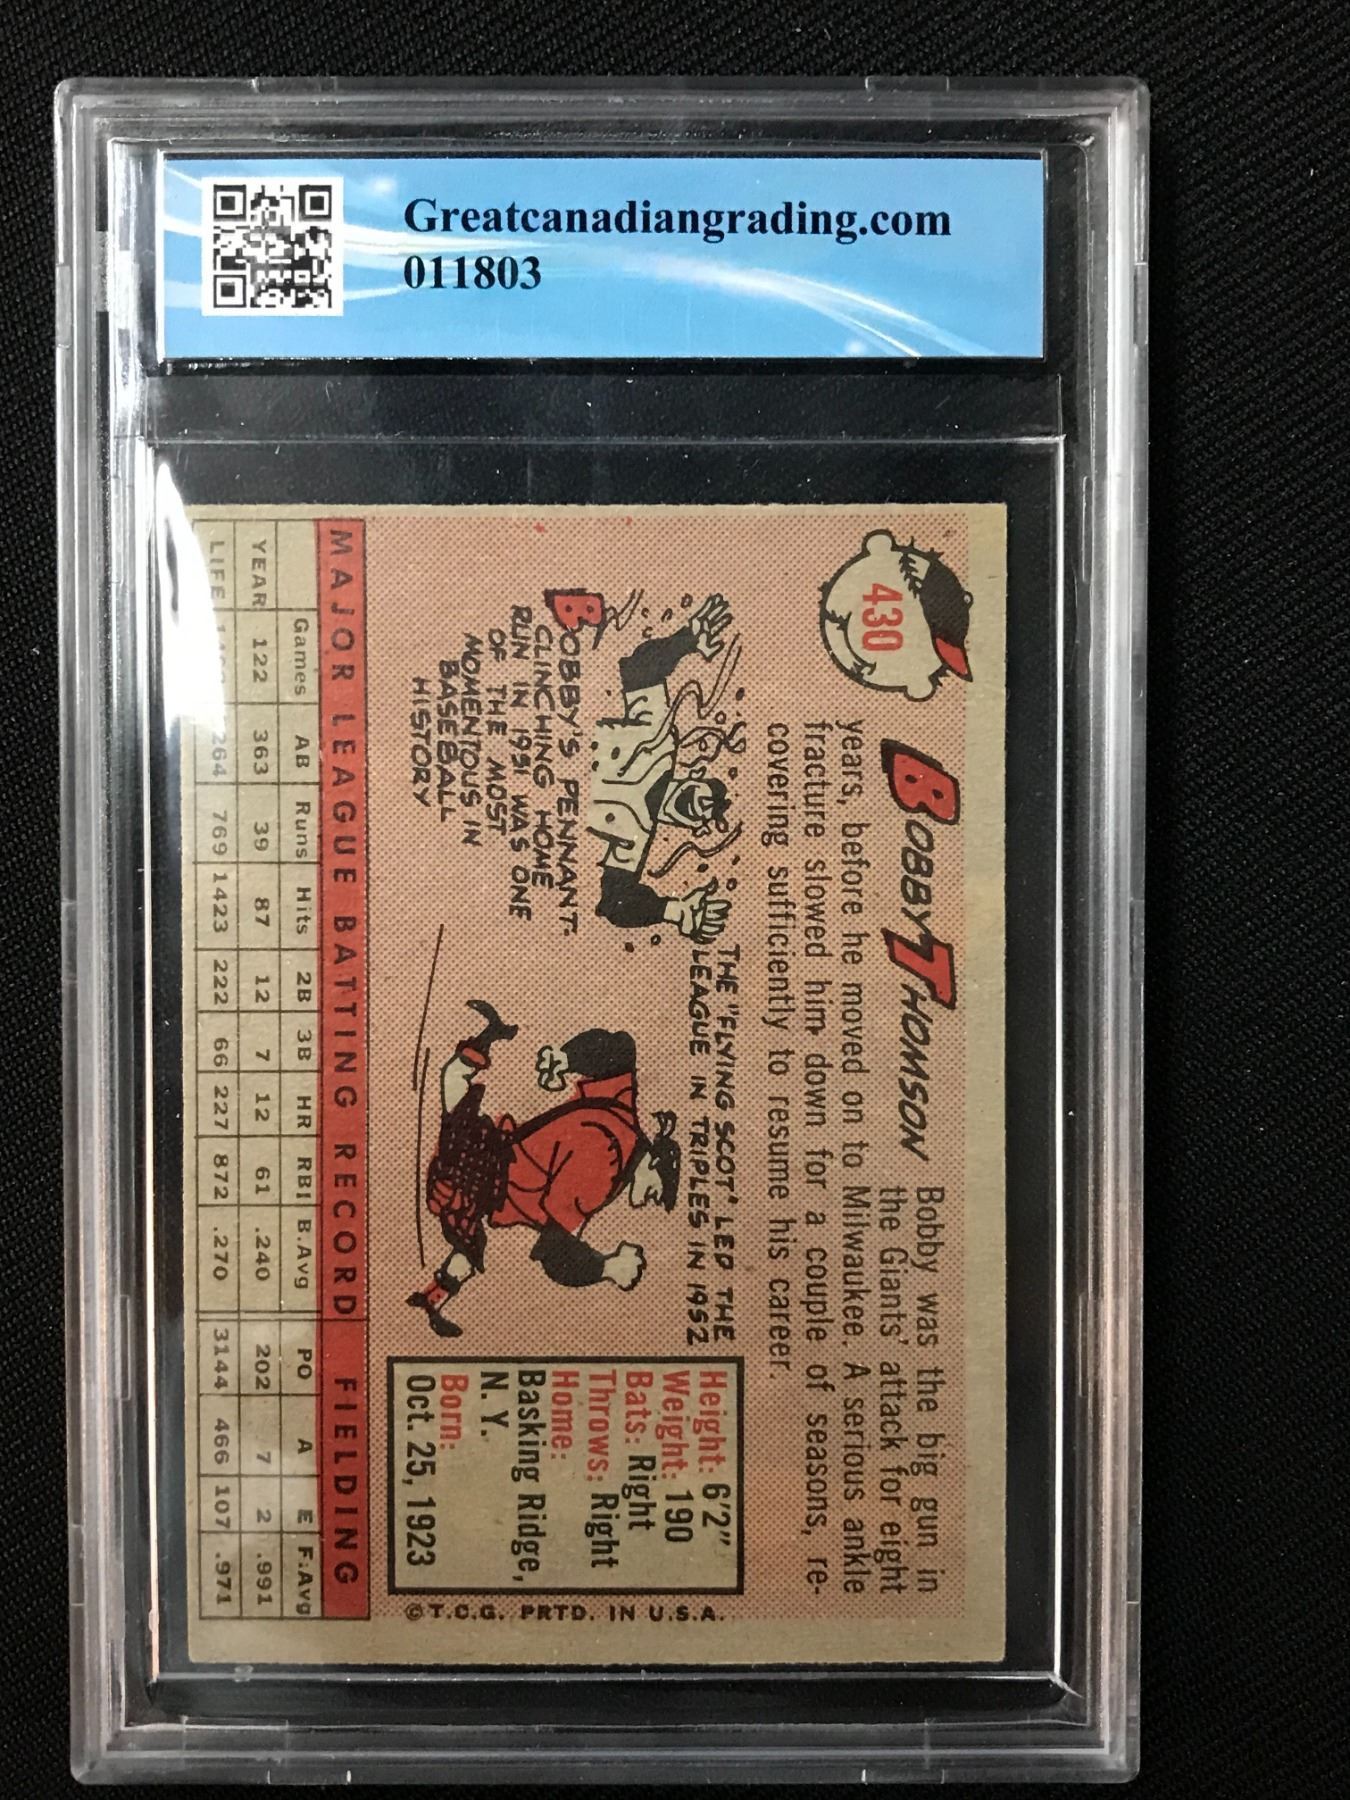 Greatcanadiangrading.com
011803
430
BOBBY THOMSON
Bobby was the big gun in
the Giants' attack for eight
years, before he moved on to Milwaukee. A serious ankle
fracture slowed him down for a couple of seasons, re-
covering sufficiently to resume his career.
BOBBY'S PENNANT-
CLINCHING HOME
RUN IN 1951 WAS ONE
OF THE MOST
MOMENTOUS IN
BASEBALL
HISTORY
THE "FLYING SCOT" LED THE
LEAGUE IN TRIPLES IN 1952
Height: 6'2"
Weight: 190
Bats: Right
Throws: Right
Home:
Basking Ridge,
N. Y.
Born:
Oct. 25, 1923
© T.C.G. PRTD. IN U.S.A.
MAJOR LEAGUE BATTING RECORD FIELDING
Games AB Runs Hits 2B 3B HR RBI B.Avg PO A E F.Avg
YEAR 122 363 39 87 12 7 12 61 .240 202 7 2 .991
LIFE 769 1423 222 66 227 872 .270 3144 466 107 .971